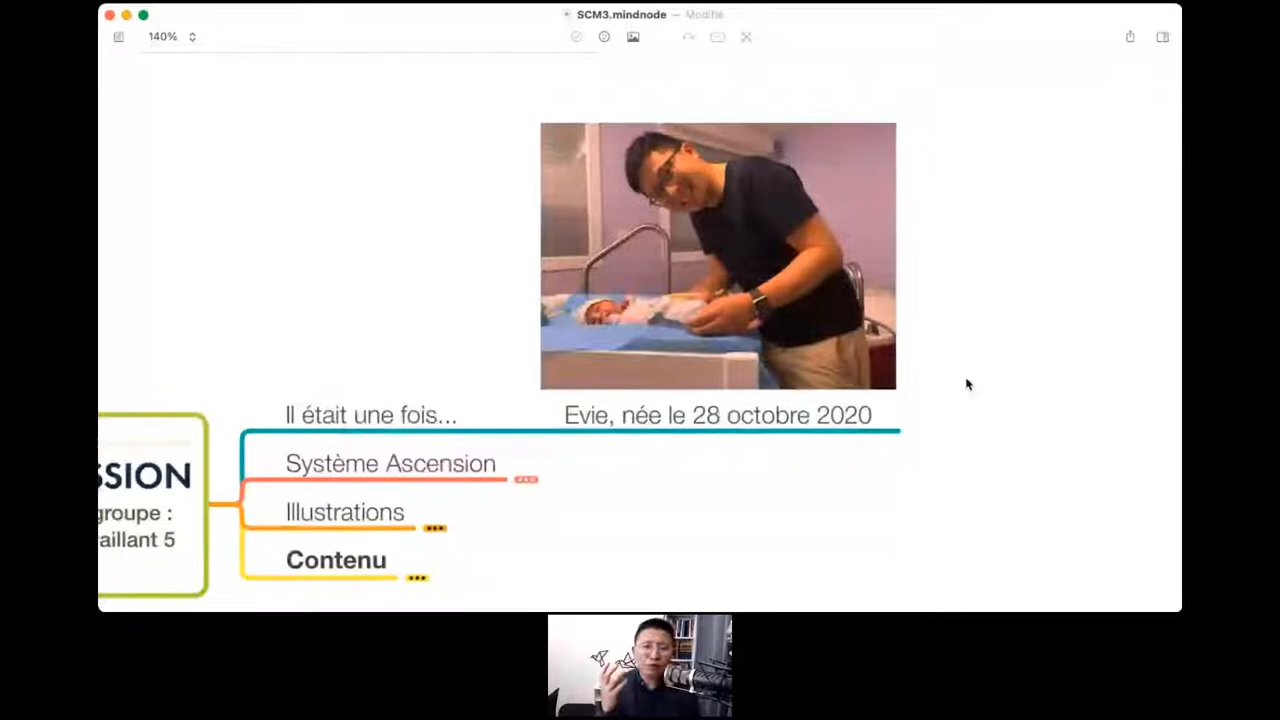 SCM3.mindnode — Modifié
140%
Il était une fois...
Evie, née le 28 octobre 2020
SSION
groupe :
aillant 5
Système Ascension
Illustrations
Contenu